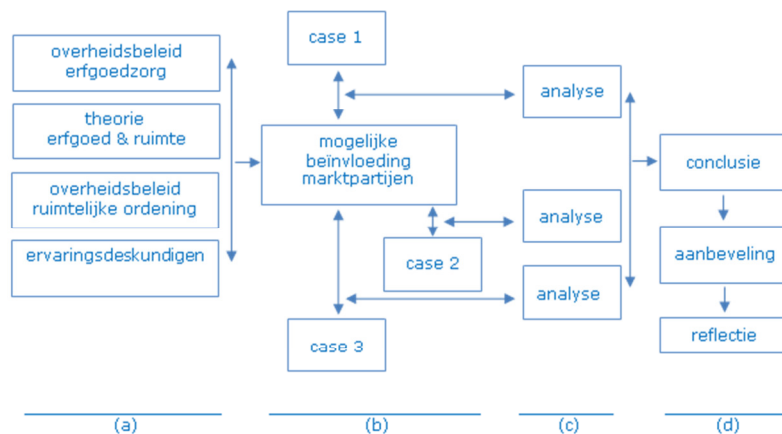 overheidsbeleid
erfgoedzorg
theorie
erfgoed & ruimte
overheidsbeleid
ruimtelijke ordening
ervaringsdeskundigen
case 1
mogelijke
beïnvloeding
marktpartijen
case 2
case 3
analyse
analyse
analyse
conclusie
aanbeveling
reflectie
(a)
(b)
(c)
(d)